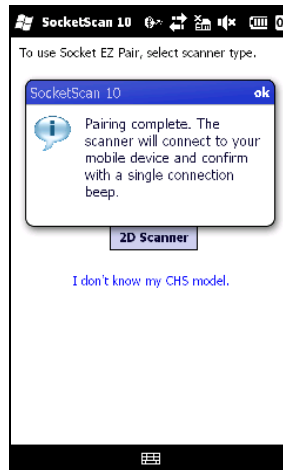 SocketScan 10
To use Socket EZ Pair, select scanner type.
SocketScan 10 ok
Pairing complete. The
scanner will connect to your
mobile device and confirm
with a single connection
beep.
2D Scanner
I don't know my CHS model.